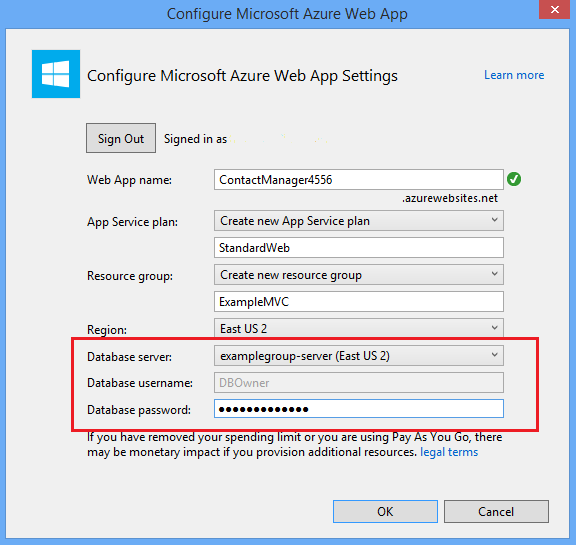 Configure Microsoft Azure Web App
Configure Microsoft Azure Web App Settings
Learn more
Sign Out Signed in as
Web App name: ContactManager4556
.azurewebsites.net
App Service plan: Create new App Service plan
StandardWeb
Resource group: Create new resource group
ExampleMVC
Region: East US 2
Database server: examplegroup-server (East US 2)
Database username: DBOwner
Database password: ●●●●●●●●●●●●●
If you have removed your spending limit or you are using Pay As You Go, there
may be monetary impact if you provision additional resources. legal terms
OK Cancel